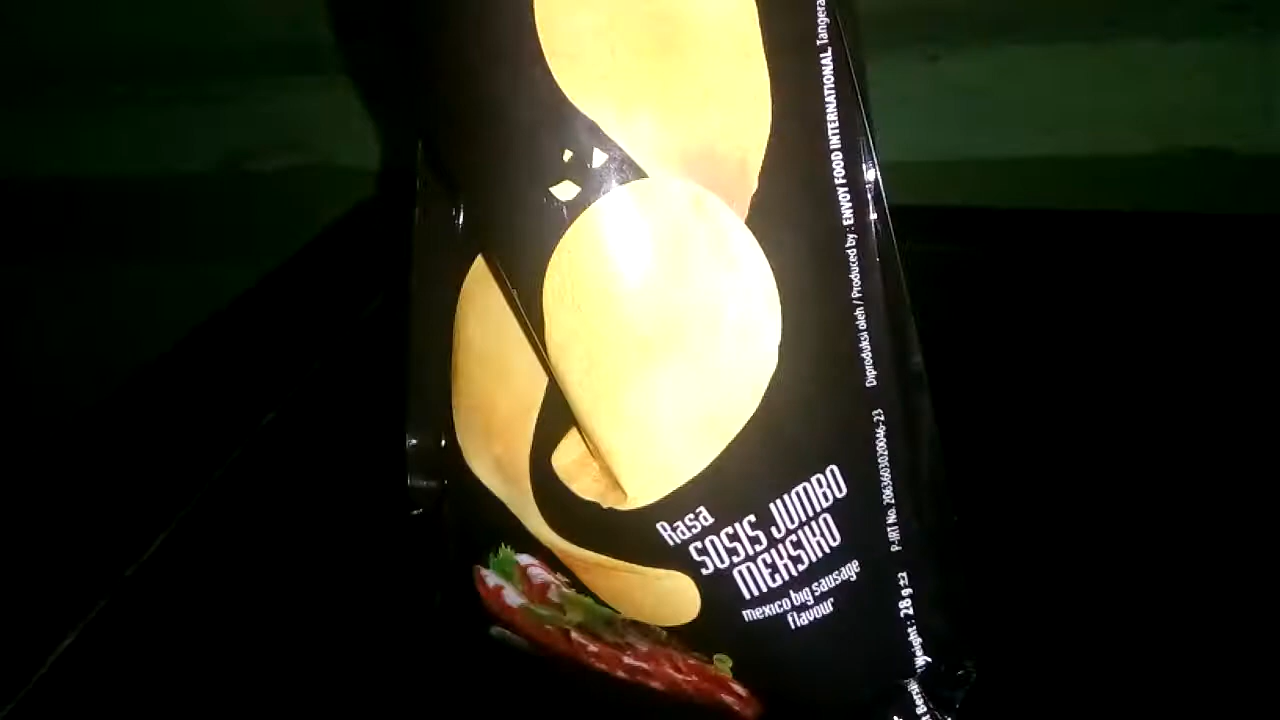 Rasa
SOSIS JUMBO
MEKSIKO
mexico big sausage
flavour
Diproduksi oleh / Produced by : ENVOY FOOD INTERNATIONAL, Tangera
P-IRT No. 2063603020046-23
Weight : 28 g ±2